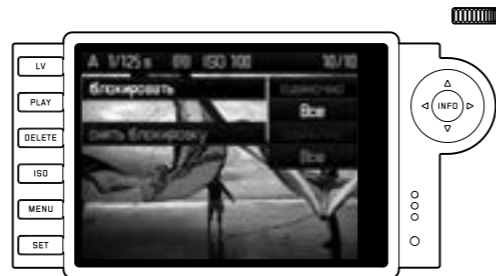 LV
PLAY
DELETE
ISO
MENU
SET
A 1/125 s ISO 100 10/10
блокировать
Все
снять блокировку
Все
INFO